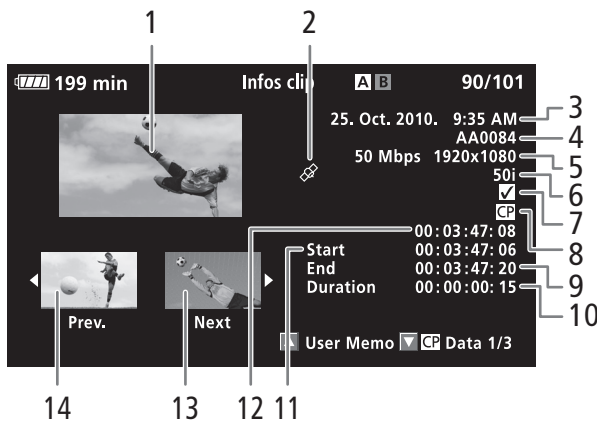 1 2
199 min Infos clip A B 90/101
25. Oct. 2010. 9:35 AM 3
AA0084 4
50 Mbps 1920x1080 5
50i 6
7
CP 8
12 00:03:47:08
11 Start 00:03:47:06
End 00:03:47:20 9
Duration 00:00:00:15 10
Prev. Next
User Memo CP Data 1/3
14 13 12 11